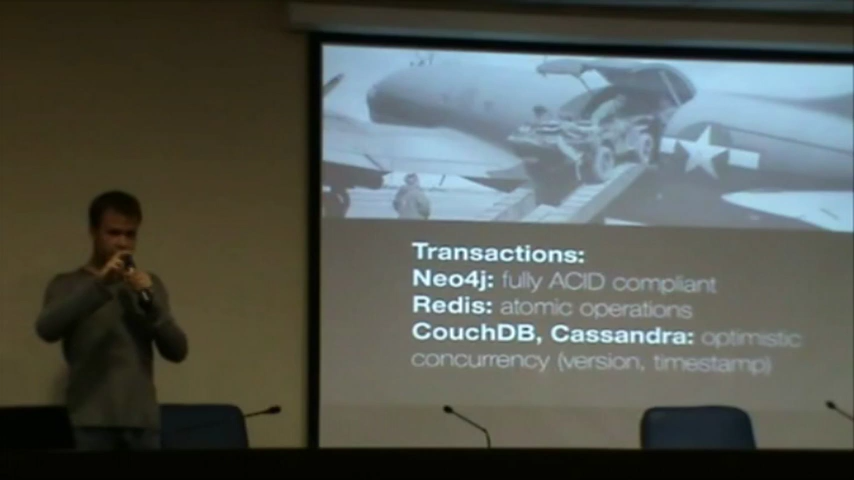 Transactions:
Neo4j: fully ACID compliant
Redis: atomic operations
CouchDB, Cassandra: optimistic
concurrency (version, timestamp)